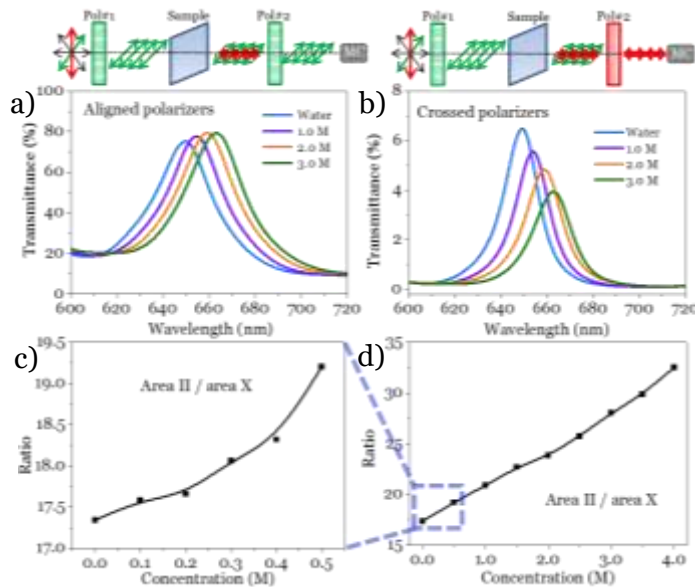 Pol#1
Sample
Pol#2
MC
Pol#1
Sample
Pol#2
MC
a)
Aligned polarizers
Water
1.0 M
2.0 M
3.0 M
Transmittance (%)
100
80
60
40
20
0
600 620 640 660 680 700 720
Wavelength (nm)
b)
Crossed polarizers
Water
1.0 M
2.0 M
3.0 M
Transmittance (%)
8
6
4
2
0
600 620 640 660 680 700 720
Wavelength (nm)
c)
Area II / area X
Ratio
19.5
19.0
18.5
18.0
17.5
17.0
0.0 0.1 0.2 0.3 0.4 0.5
Concentration (M)
d)
Area II / area X
Ratio
35
30
25
20
15
0.0 1.0 2.0 3.0 4.0
Concentration (M)